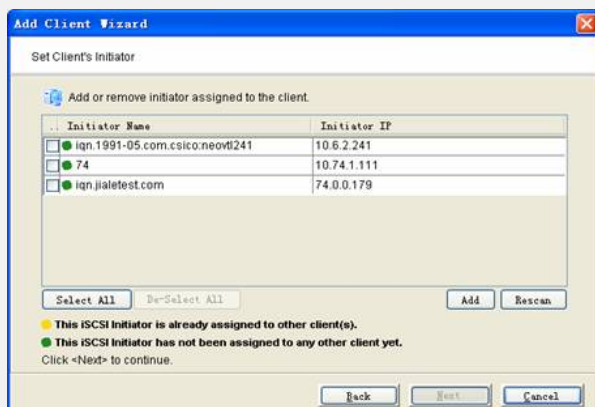 Add Client Wizard
Set Client's Initiator
Add or remove initiator assigned to the client.
.. Initiator Name Initiator IP
iqn.1991-05.com.csico:neovtl241 10.6.2.241
74 10.74.1.111
iqn.jialetest.com 74.0.0.179
Select All De-Select All Add Rescan
This iSCSI Initiator is already assigned to other client(s).
This iSCSI Initiator has not been assigned to any other client yet.
Click <Next> to continue.
Back Next Cancel